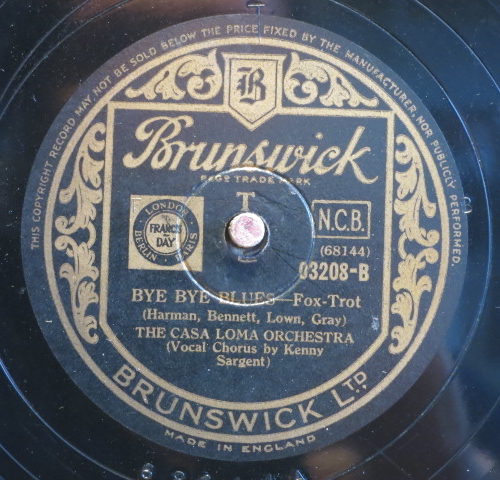 THIS COPYRIGHT RECORD MAY NOT BE SOLD BELOW THE PRICE FIXED BY THE MANUFACTURER, NOR PUBLICLY PERFORMED.
B
Brunswick
REGD TRADE MARK
T
LONDON
FRANCIS
DAY
BERLIN PARIS
N.C.B.
(68144)
03208-B
BYE BYE BLUES—Fox-Trot
(Harman, Bennett, Lown, Gray)
THE CASA LOMA ORCHESTRA
(Vocal Chorus by Kenny
Sargent)
BRUNSWICK LTD.
MADE IN ENGLAND